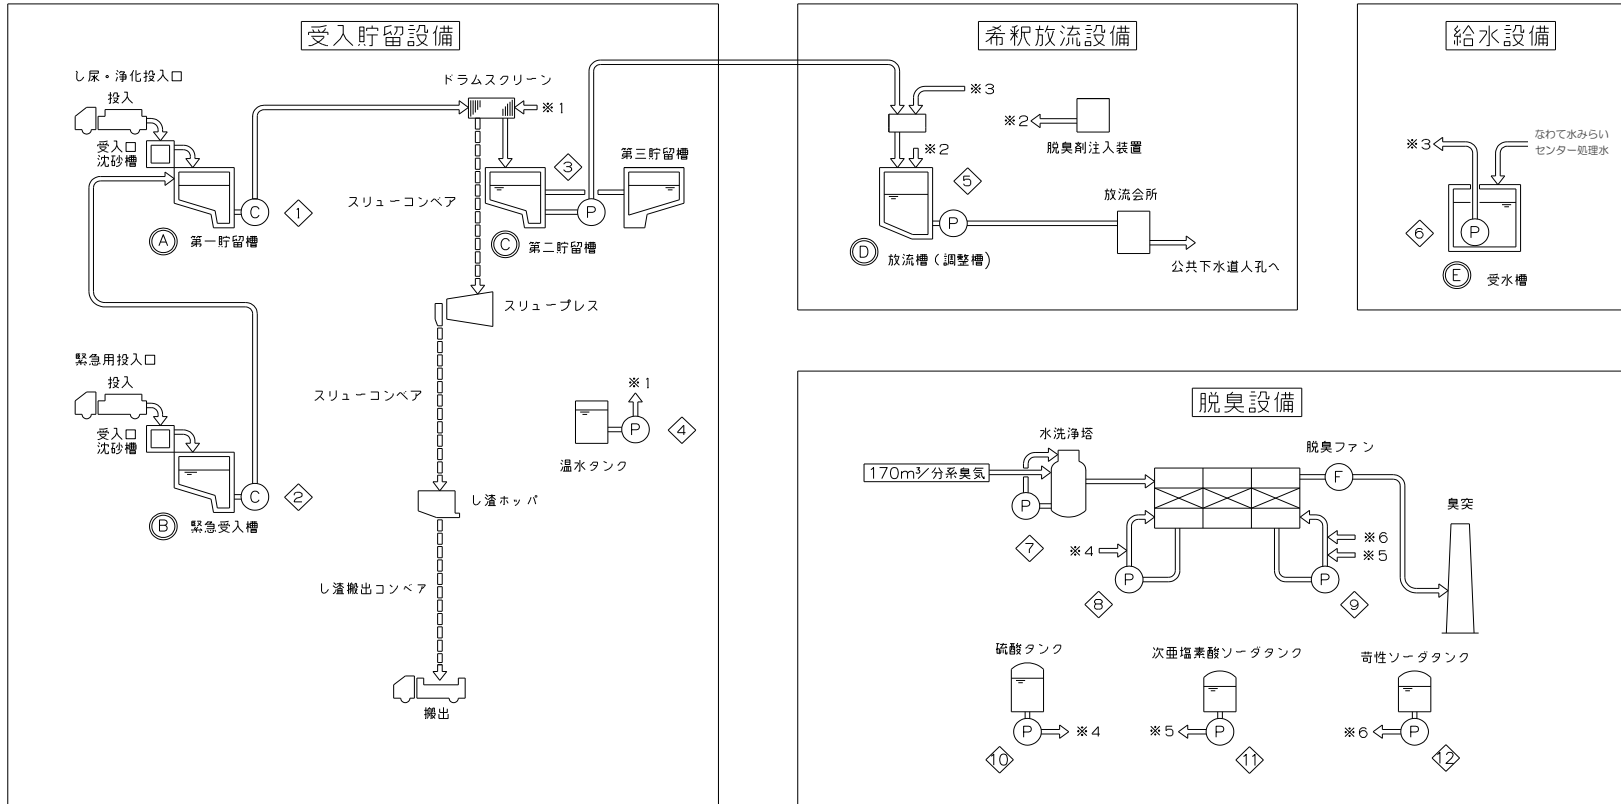 受入貯留設備
し尿・浄化投入口
投入
受入口
沈砂槽
C
1
A
第一貯留槽
ドラムスクリーン
※1
スリューコンベア
3
第三貯留槽
P
C
第二貯留槽
スリュープレス
緊急用投入口
投入
受入口
沈砂槽
C
2
B
緊急受入槽
スリューコンベア
※1
P
4
温水タンク
し渣ホッパ
し渣搬出コンベア
搬出
希釈放流設備
※3
※2
脱臭剤注入装置
※2
5
P
D
放流槽(調整槽)
放流会所
公共下水道人孔へ
給水設備
※3
なわて水みらい
センター処理水
6
P
E
受水槽
脱臭設備
水洗浄塔
170m³/分系臭気
P
7
脱臭ファン
F
臭突
※4
P
8
※6
※5
P
9
硫酸タンク
P
※4
10
次亜塩素酸ソーダタンク
※5
P
11
苛性ソーダタンク
※6
P
12